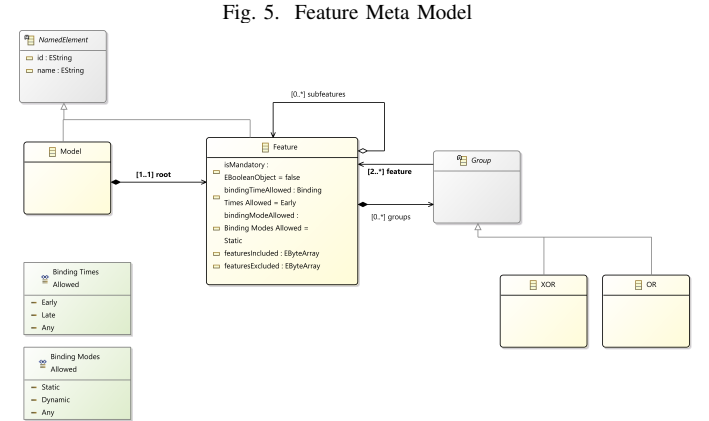 Fig. 5. Feature Meta Model
NamedElement
id : EString
name : EString
[0..*] subfeatures
Model
Feature
Group
[1..1] root
isMandatory :
EBooleanObject = false
bindingTimeAllowed : Binding
Times Allowed = Early
bindingModeAllowed :
Binding Modes Allowed =
Static
featuresIncluded : EByteArray
featuresExcluded : EByteArray
[2..*] feature
[0..*] groups
XOR
OR
Binding Times
Allowed
Early
Late
Any
Binding Modes
Allowed
Static
Dynamic
Any